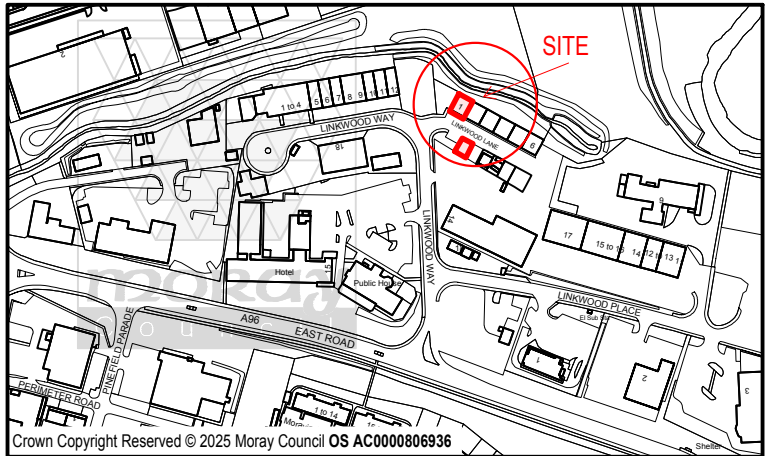 SITE
2
1 to 4
5
6
7
8
9
10
11
12
1
6
LINKWOOD WAY
LINKWOOD LANE
18
9
LINKWOOD WAY
14
17
15 to 16
14
12 to 13
Hotel
15
Public House
moray
Council
A96
EAST ROAD
LINKWOOD PLACE
El Sub Sta
PINEFIELD PARADE
PERIMETER ROAD
1
2
3
1 to 14
Shelter
Crown Copyright Reserved © 2025 Moray Council OS AC0000806936